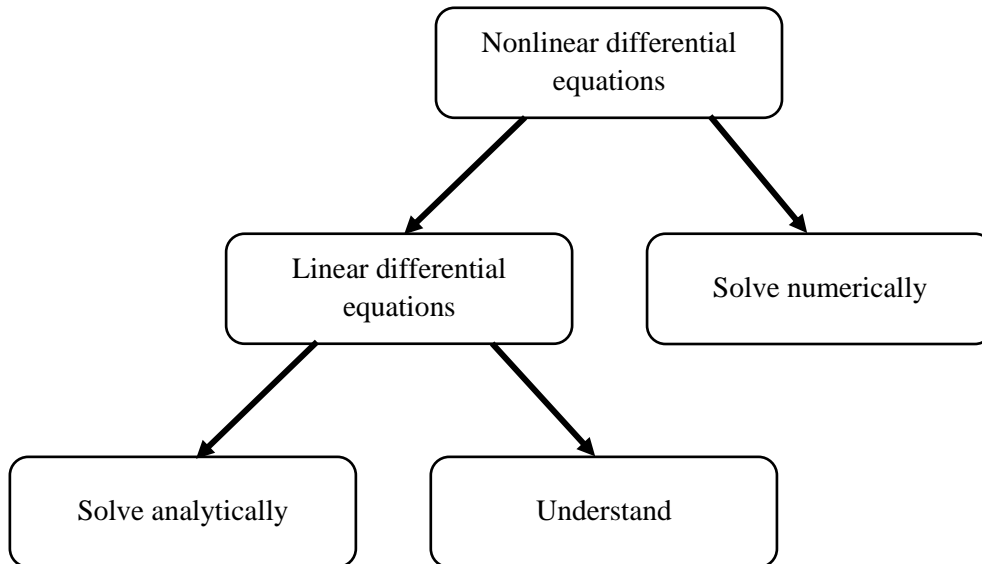 Nonlinear differential
equations
Linear differential
equations
Solve numerically
Solve analytically
Understand